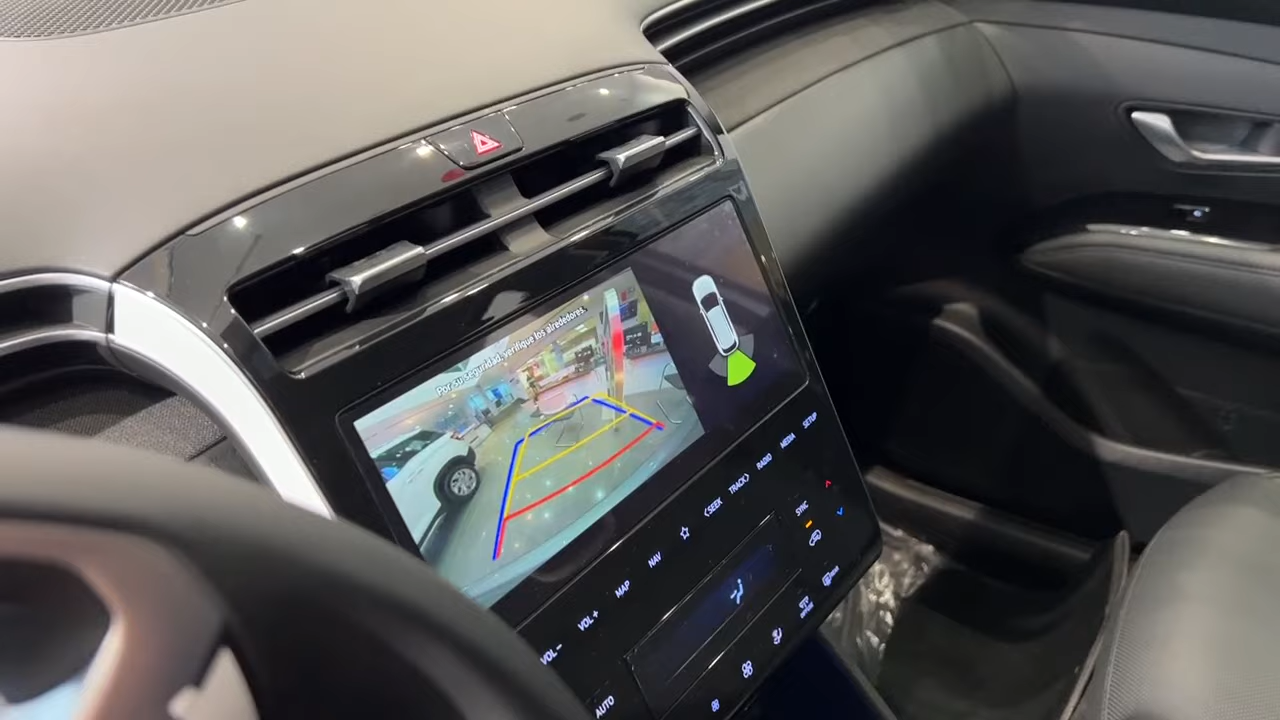 Por su seguridad, verifique los alrededores.
VOL-
VOL+
MAP
NAV
☆
<SEEK
TRACK>
RADIO
MEDIA
SETUP
SYNC
AUTO